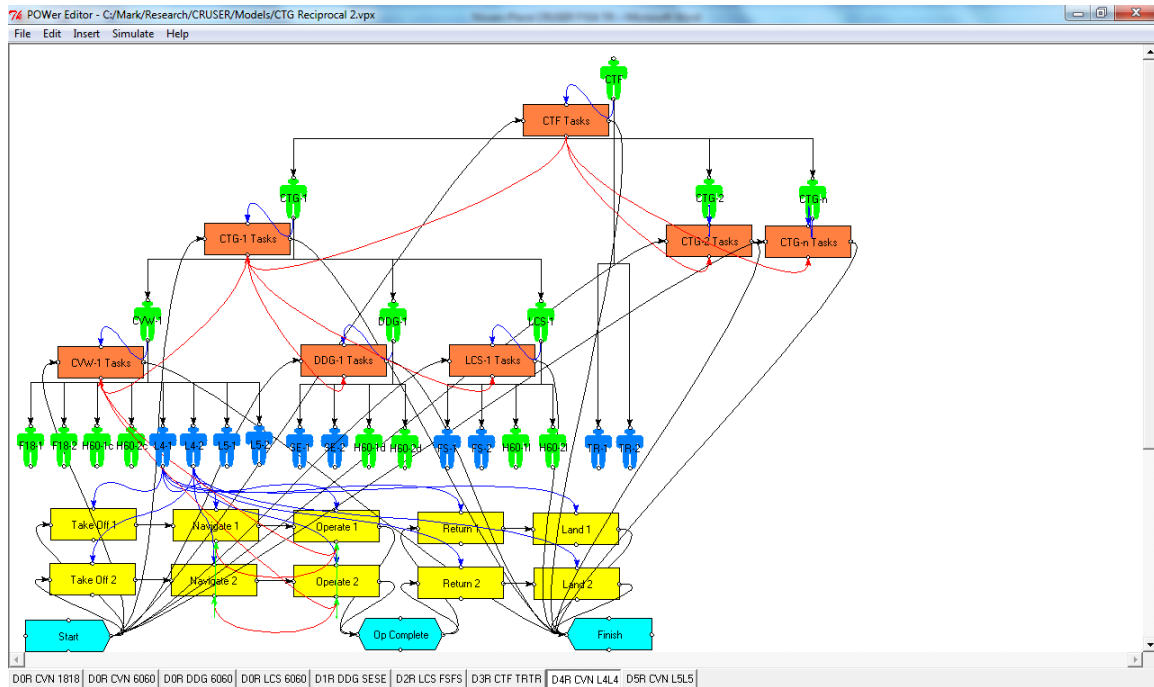 POWer Editor - C:/Mark/Research/CRUSER/Models/CTG Reciprocal 2.vpx
File Edit Insert Simulate Help
CTF
CTF Tasks
CTG-1 CTG-2 CTG-n
CTG-1 Tasks CTG-2 Tasks CTG-n Tasks
CVW-1 DDG-1 LCS-1
CVW-1 Tasks DDG-1 Tasks LCS-1 Tasks
F18-1 F18-2 H60-1c H60-2c L4-1 L4-2 L5-1 L5-2 SE-1 SE-2 H60-1d H60-2d FS-1 FS-2 H60-1l H60-2l TR-1 TR-2
Take Off 1 Navigate 1 Operate 1 Return 1 Land 1
Take Off 2 Navigate 2 Operate 2 Return 2 Land 2
Start Op Complete Finish
D0R CVN 1818 D0R CVN 6060 D0R DDG 6060 D0R LCS 6060 D1R DDG SESE D2R LCS FSFS D3R CTF TRTR D4R CVN L4L4 D5R CVN L5L5